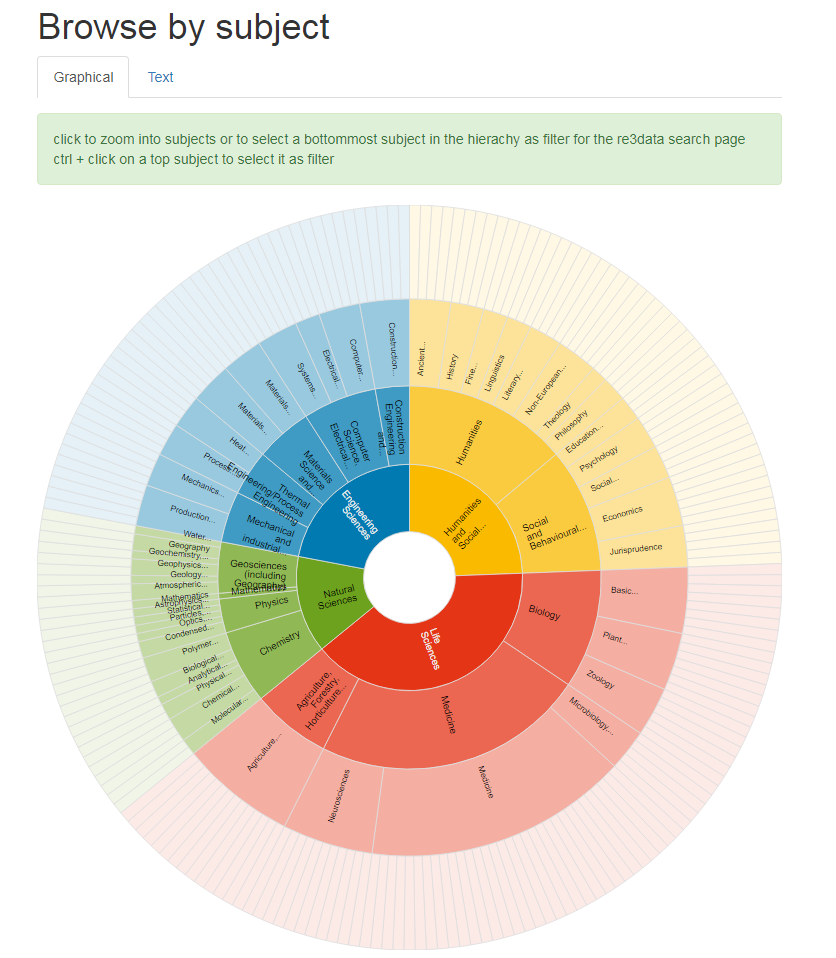 Browse by subject
Graphical
Text
click to zoom into subjects or to select a bottommost subject in the hierachy as filter for the re3data search page
ctrl + click on a top subject to select it as filter
Humanities
and
Social...
Humanities
Ancient...
History
Fine...
Linguistics
Literary...
Non-European...
Theology
Philosophy
Social
and
Behavioural...
Education...
Psychology
Social...
Economics
Jurisprudence
Life
Sciences
Biology
Basic...
Plant...
Zoology
Microbiology,...
Medicine
Medicine
Neurosciences
Agriculture,
Forestry,
Horticulture...
Agriculture,...
Natural
Sciences
Chemistry
Molecular...
Chemical...
Physical...
Analytical...
Biological...
Polymer...
Physics
Condensed...
Optics,...
Particles,...
Statistical...
Astrophysics...
Mathematics
Mathematics
Geosciences
(including
Geography)
Atmospheric...
Geology...
Geophysics...
Geochemistry,...
Geography
Water...
Engineering
Sciences
Mechanical
and
industrial
Production...
Mechanics...
Thermal
Engineering/Process
Engineering
Process...
Heat...
Materials
Science
and...
Materials...
Materials...
Computer
Science,
Electrical...
Systems...
Electrical...
Computer...
Construction
Engineering
and...
Construction...